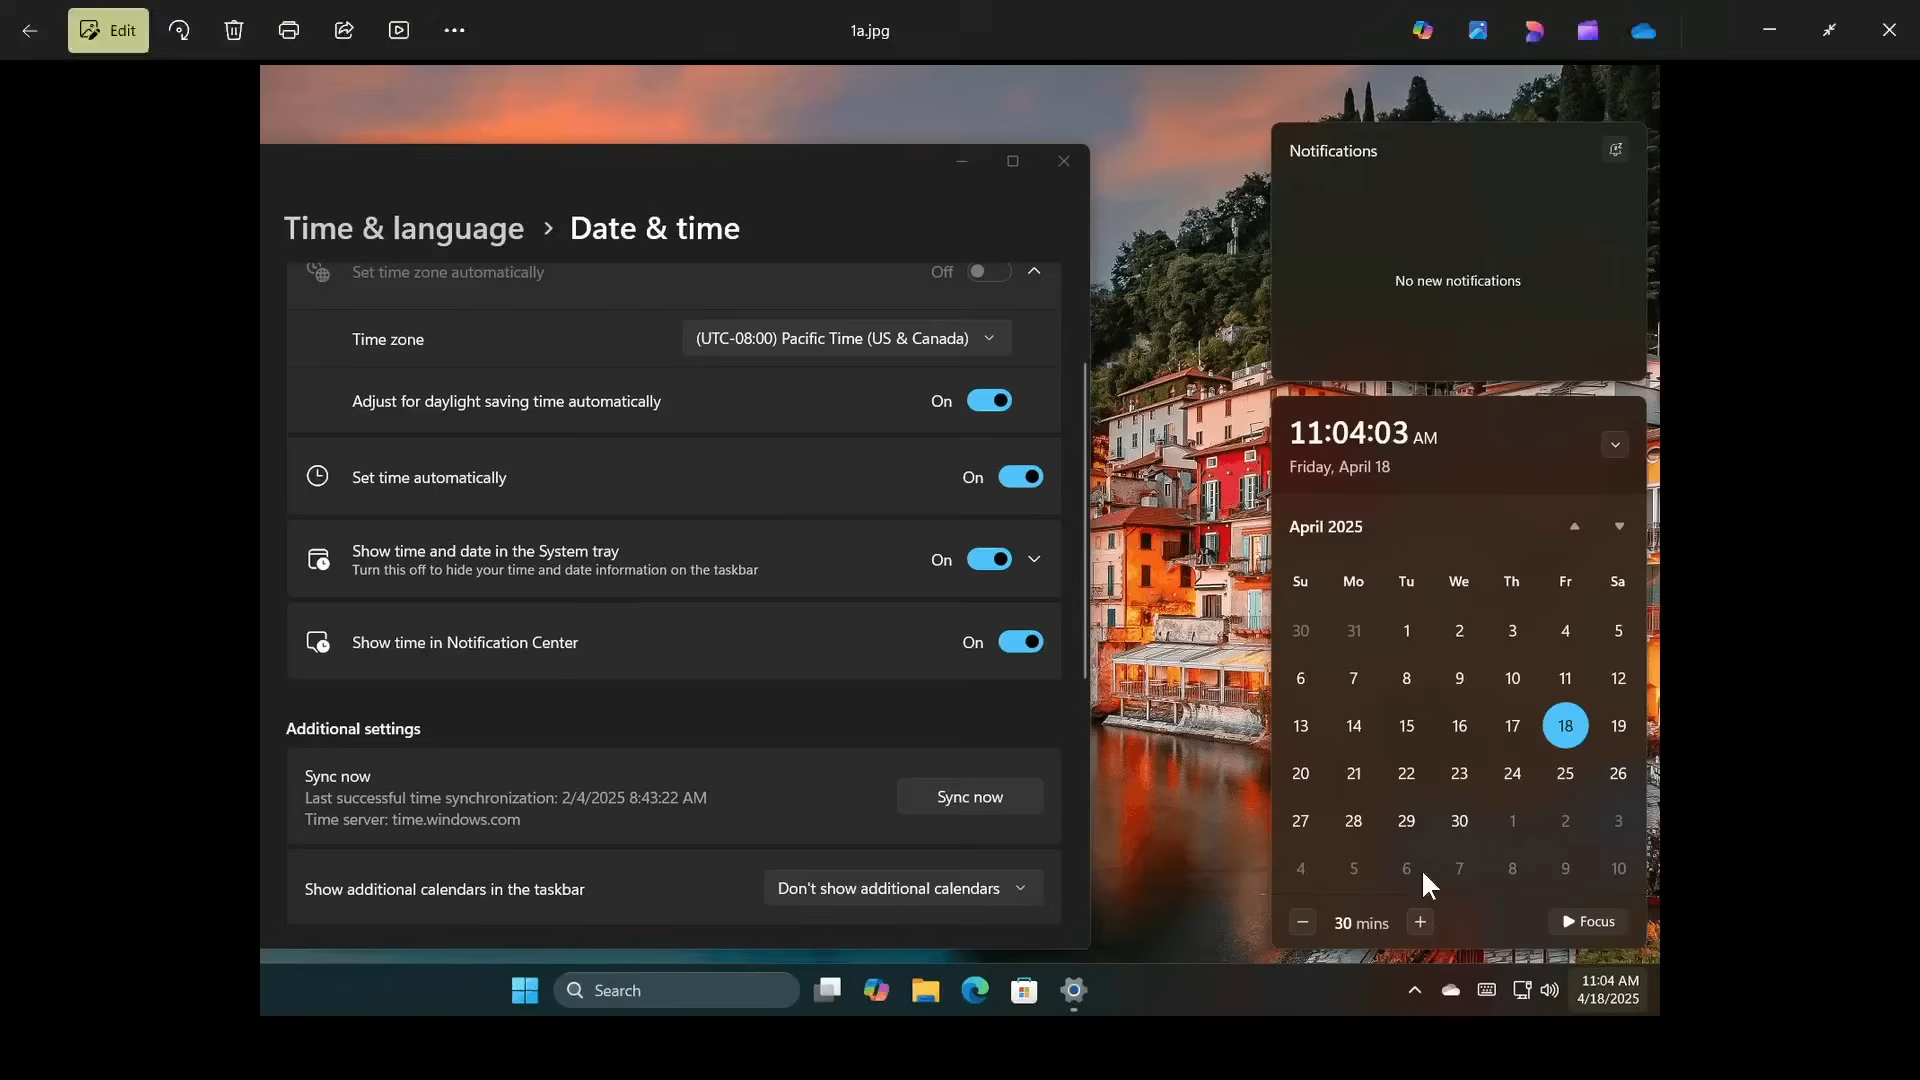 Edit
1a.jpg
Notifications
No new notifications
Time & language › Date & time
Set time zone automatically Off
Time zone (UTC-08:00) Pacific Time (US & Canada)
Adjust for daylight saving time automatically On
Set time automatically On
Show time and date in the System tray On
Turn this off to hide your time and date information on the taskbar
Show time in Notification Center On
Additional settings
Sync now
Last successful time synchronization: 2/4/2025 8:43:22 AM
Time server: time.windows.com
Sync now
Show additional calendars in the taskbar Don't show additional calendars
11:04:03 AM
Friday, April 18
April 2025
Su Mo Tu We Th Fr Sa
30 31 1 2 3 4 5
6 7 8 9 10 11 12
13 14 15 16 17 18 19
20 21 22 23 24 25 26
27 28 29 30 1 2 3
4 5 6 7 8 9 10
30 mins Focus
Search
11:04 AM
4/18/2025